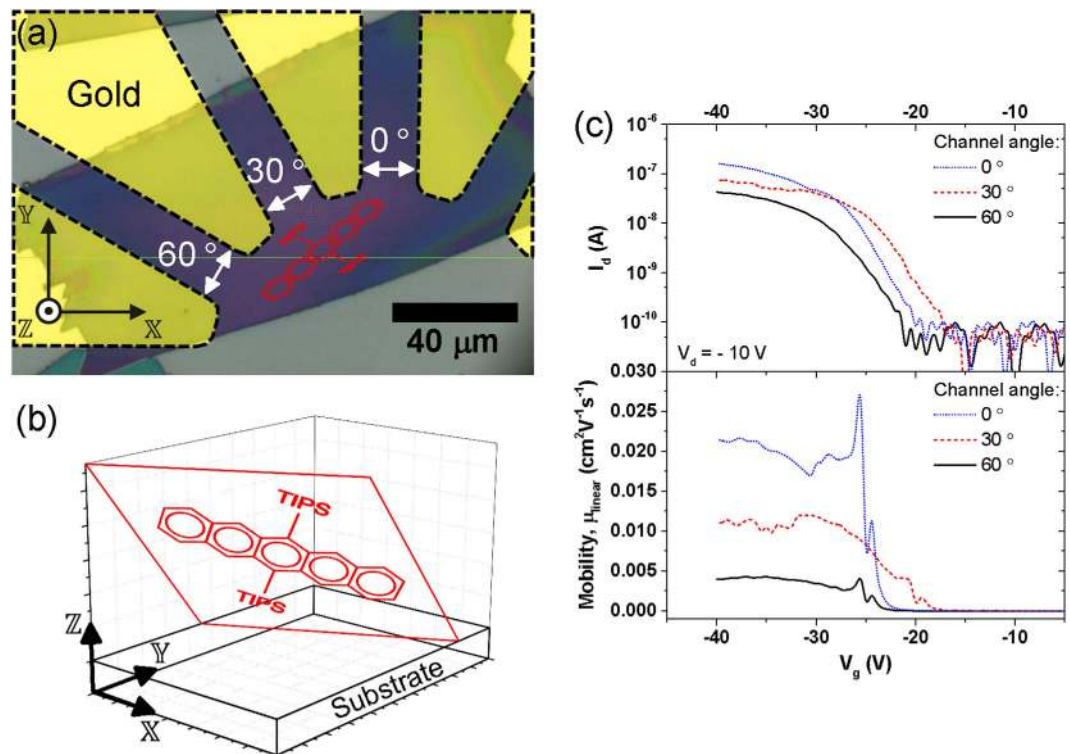 (a)
Gold
0 °
30 °
60 °
Y
Z
X
40 μm
(b)
TIPS
TIPS
Z
Y
X
Substrate
(c)
-40 -30 -20 -10
10⁻⁶
10⁻⁷
10⁻⁸
10⁻⁹
10⁻¹⁰
I_d (A)
Channel angle:
0 °
30 °
60 °
V_d = - 10 V
0.030
0.025
0.020
0.015
0.010
0.005
0.000
Mobility, μ_linear (cm²V⁻¹s⁻¹)
Channel angle:
0 °
30 °
60 °
-40 -30 -20 -10
V_g (V)